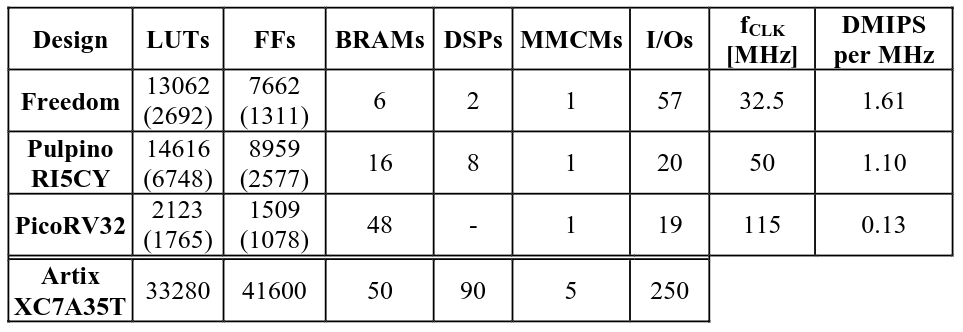 Design LUTs FFs BRAMs DSPs MMCMs I/Os fCLK [MHz] DMIPS per MHz
Freedom 13062 (2692) 7662 (1311) 6 2 1 57 32.5 1.61
Pulpino RI5CY 14616 (6748) 8959 (2577) 16 8 1 20 50 1.10
PicoRV32 2123 (1765) 1509 (1078) 48 - 1 19 115 0.13
Artix XC7A35T 33280 41600 50 90 5 250